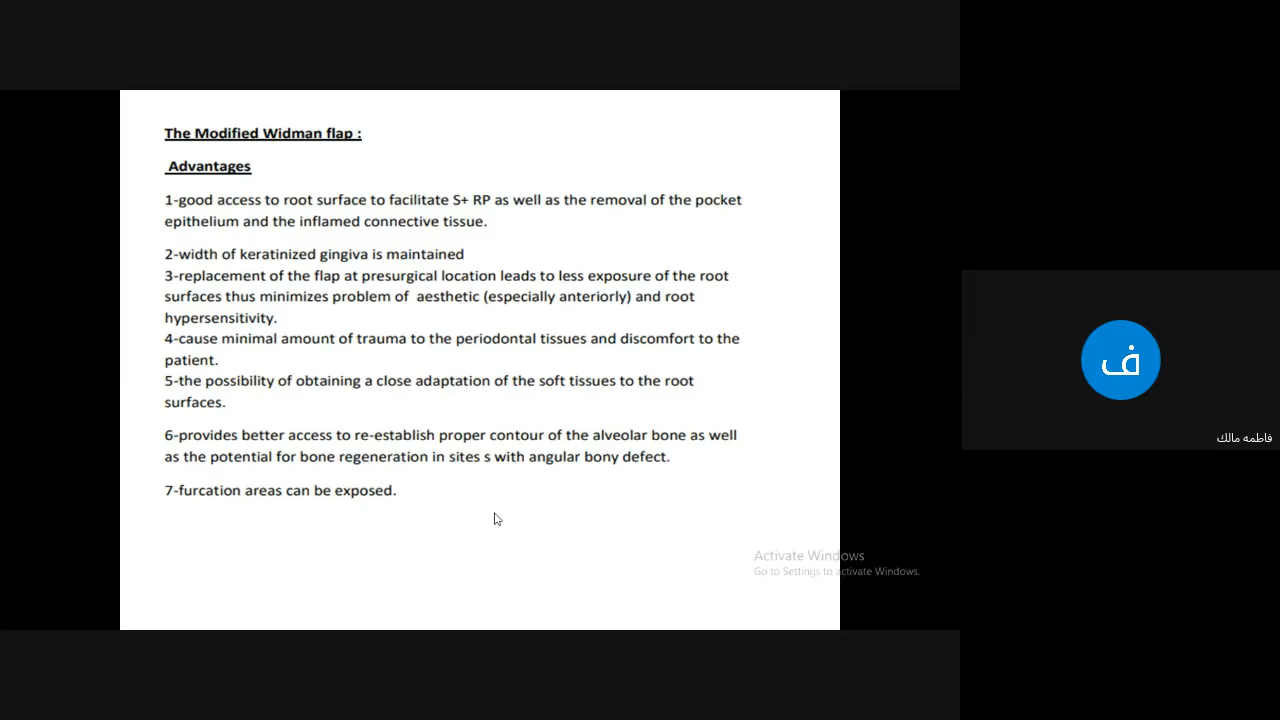 The Modified Widman flap :
Advantages
1-good access to root surface to facilitate S+ RP as well as the removal of the pocket
epithelium and the inflamed connective tissue.
2-width of keratinized gingiva is maintained
3-replacement of the flap at presurgical location leads to less exposure of the root
surfaces thus minimizes problem of aesthetic (especially anteriorly) and root
hypersensitivity.
4-cause minimal amount of trauma to the periodontal tissues and discomfort to the
patient.
5-the possibility of obtaining a close adaptation of the soft tissues to the root
surfaces.
6-provides better access to re-establish proper contour of the alveolar bone as well
as the potential for bone regeneration in sites s with angular bony defect.
7-furcation areas can be exposed.
Activate Windows
Go to Settings to activate Windows.
ف
فاطمه مالك